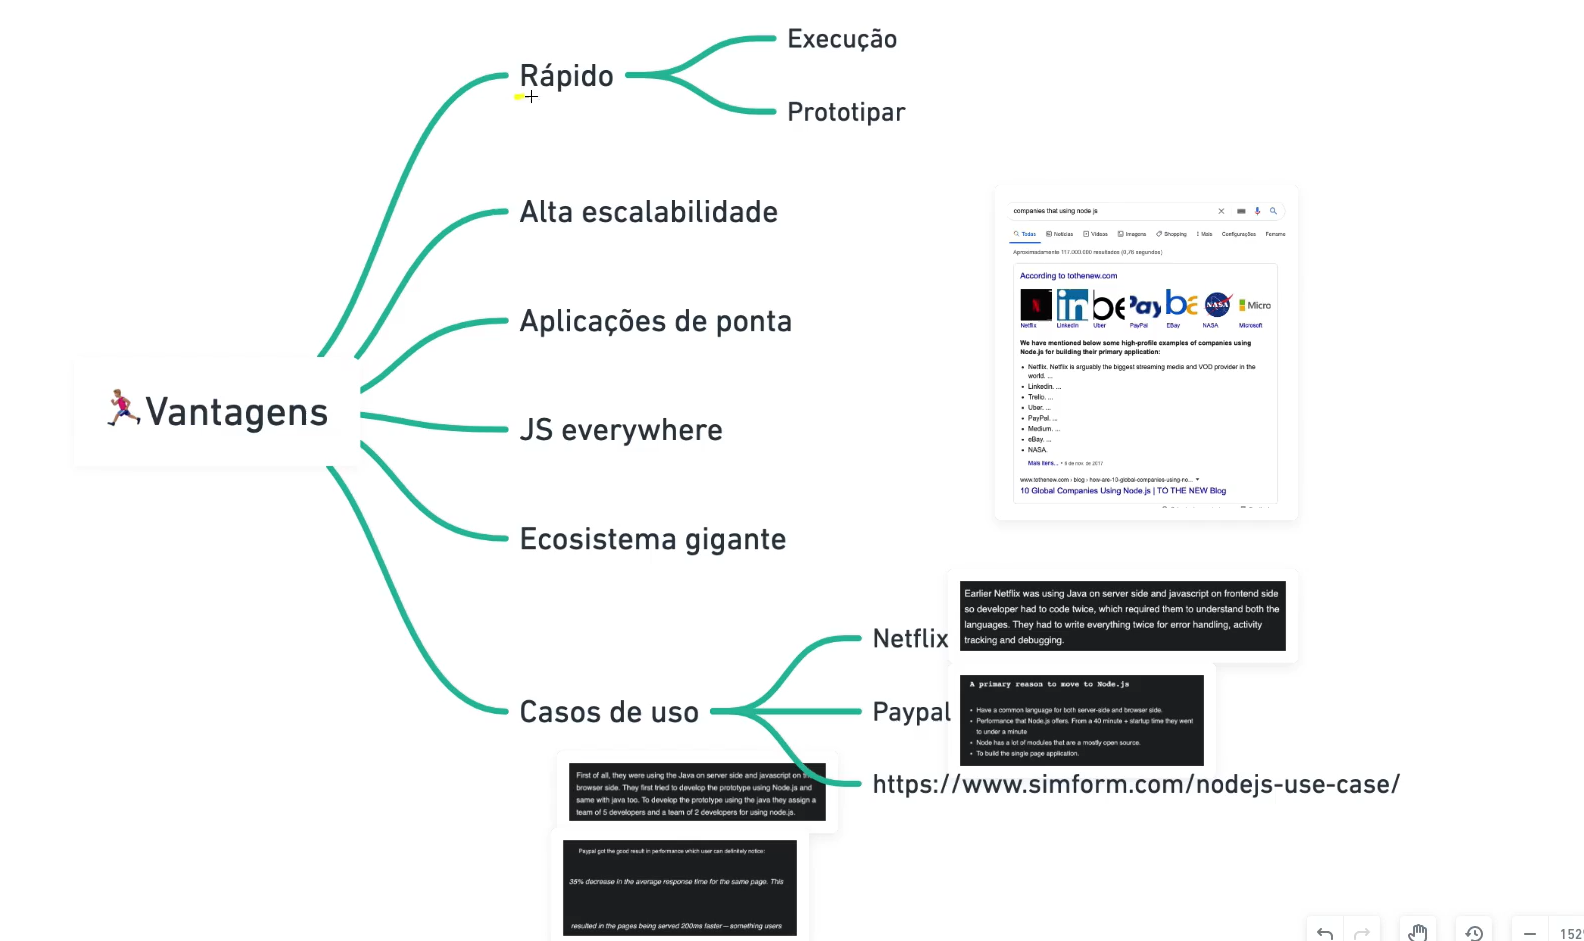 Execução
Rápido
Prototipar
Alta escalabilidade
Aplicações de ponta
Vantagens
JS everywhere
Ecosistema gigante
Casos de uso
Netflix
Paypal
https://www.simform.com/nodejs-use-case/
companies that using node js
Todas Notícias Vídeos Imagens Shopping Mais Configurações Ferrame
Aproximadamente 117.000.000 resultados (0,76 segundos)
According to tothenew.com
Netflix LinkedIn Uber PayPal EBay NASA Microsoft
We have mentioned below some high-profile examples of companies using
Node.js for building their primary application:
Netflix. Netflix is arguably the biggest streaming media and VOD provider in the
world. ...
Linkedin. ...
Trello. ...
Uber. ...
PayPal. ...
Medium. ...
eBay. ...
NASA.
Mais itens... • 6 de nov. de 2017
www.tothenew.com › blog › how-are-10-global-companies-using-no...
10 Global Companies Using Node.js | TO THE NEW Blog
Earlier Netflix was using Java on server side and javascript on frontend side
so developer had to code twice, which required them to understand both the
languages. They had to write everything twice for error handling, activity
tracking and debugging.
A primary reason to move to Node.js
Have a common language for both server-side and browser side.
Performance that Node.js offers. From a 40 minute + startup time they went
to under a minute
Node has a lot of modules that are a mostly open source.
To build the single page application.
First of all, they were using the Java on server side and javascript on
browser side. They first tried to develop the prototype using Node.js and
same with java too. To develop the prototype using the java they assign a
team of 5 developers and a team of 2 developers for using node.js.
Paypal got the good result in performance which user can definitely notice:
35% decrease in the average response time for the same page. This
resulted in the pages being served 200ms faster — something users
152